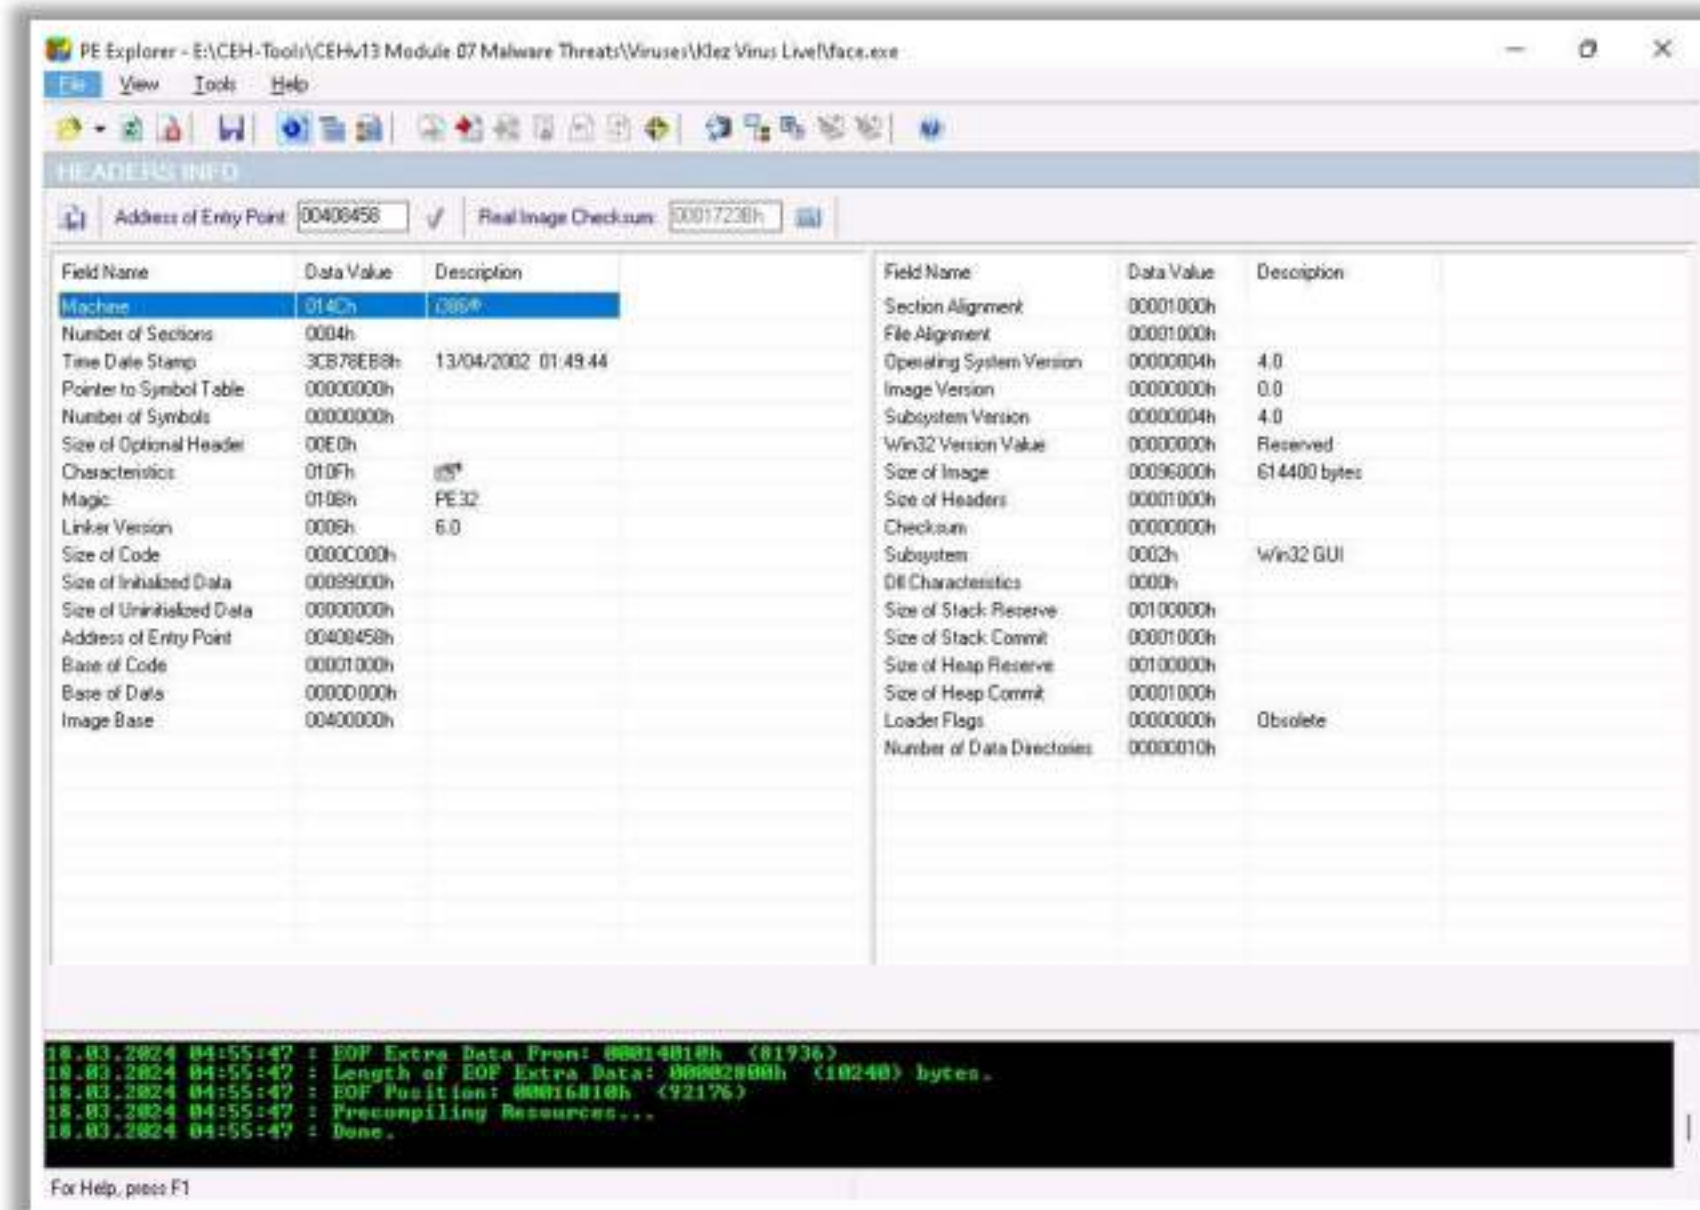 PE Explorer - E:\CEH-Tools\CEHv13 Module 07 Malware Threats\Viruses\Klez Virus Live!\face.exe
File View Tools Help
HEADERS INFO
Address of Entry Point: 00408458 Real Image Checksum: 0001723Bh
Field Name Data Value Description
Machine 014Ch i386®
Number of Sections 0004h
Time Date Stamp 3CB78EB8h 13/04/2002 01:49:44
Pointer to Symbol Table 00000000h
Number of Symbols 00000000h
Size of Optional Header 00E0h
Characteristics 010Fh
Magic 010Bh PE32
Linker Version 0006h 6.0
Size of Code 0000C000h
Size of Initialized Data 00089000h
Size of Uninitialized Data 00000000h
Address of Entry Point 00408458h
Base of Code 00001000h
Base of Data 0000D000h
Image Base 00400000h
Field Name Data Value Description
Section Alignment 00001000h
File Alignment 00001000h
Operating System Version 00000004h 4.0
Image Version 00000000h 0.0
Subsystem Version 00000004h 4.0
Win32 Version Value 00000000h Reserved
Size of Image 00096000h 614400 bytes
Size of Headers 00001000h
Checksum 00000000h
Subsystem 0002h Win32 GUI
Dll Characteristics 0000h
Size of Stack Reserve 00100000h
Size of Stack Commit 00001000h
Size of Heap Reserve 00100000h
Size of Heap Commit 00001000h
Loader Flags 00000000h Obsolete
Number of Data Directories 00000010h
18.03.2024 04:55:47 : EOF Extra Data From: 00014010h (81936)
18.03.2024 04:55:47 : Length of EOF Extra Data: 00002800h (10240) bytes.
18.03.2024 04:55:47 : EOF Position: 00016810h (92176)
18.03.2024 04:55:47 : Precompiling Resources...
18.03.2024 04:55:47 : Done.
For Help, press F1